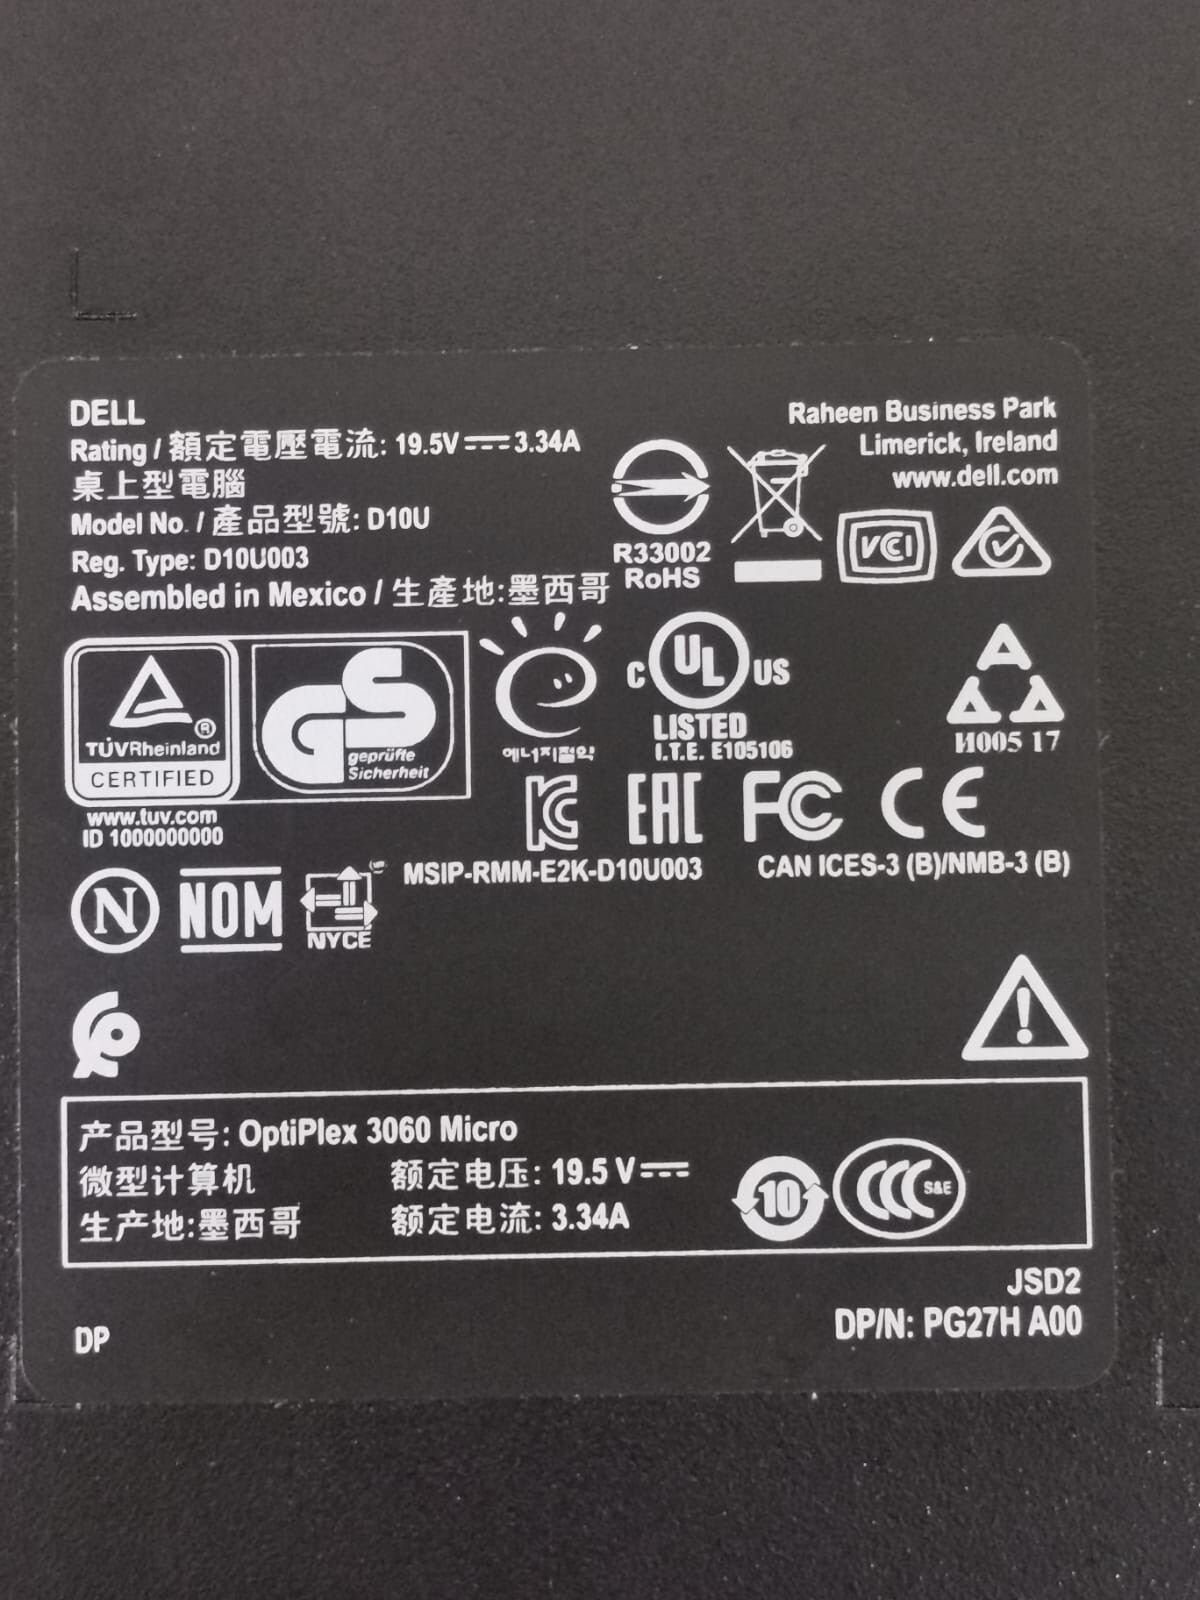 DELL
Rating / 額定電壓電流: 19.5V⎓3.34A
桌上型電腦
Model No. / 產品型號: D10U
Reg. Type: D10U003
Assembled in Mexico / 生產地:墨西哥
Raheen Business Park
Limerick, Ireland
www.dell.com
R33002
RoHS
VCI
TÜVRheinland
CERTIFIED
www.tuv.com
ID 1000000000
GS
geprüfte
Sicherheit
에너지절약
C UL US
LISTED
I.T.E. E105106
И005 17
KC EAC FC CE
MSIP-RMM-E2K-D10U003
CAN ICES-3 (B)/NMB-3 (B)
N NOM NYCE
产品型号: OptiPlex 3060 Micro
微型计算机 额定电压: 19.5 V⎓
生产地:墨西哥 额定电流: 3.34A
10
CCC S&E
JSD2
DP/N: PG27H A00
DP